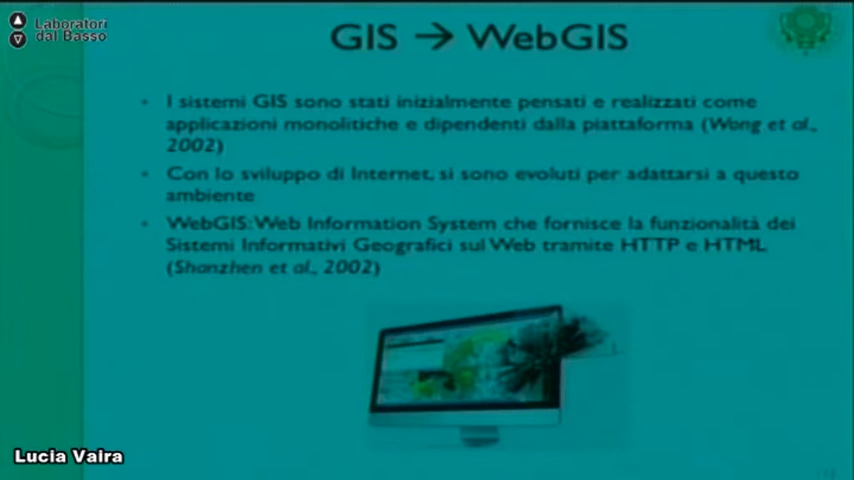 Laboratori
dal Basso
GIS → WebGIS
• I sistemi GIS sono stati inizialmente pensati e realizzati come
applicazioni monolitiche e dipendenti dalla piattaforma (Wang et al.,
2002)
• Con lo sviluppo di Internet, si sono evoluti per adattarsi a questo
ambiente
• WebGIS: Web Information System che fornisce la funzionalità dei
Sistemi Informativi Geografici sul Web tramite HTTP e HTML
(Shanzhen et al., 2002)
Lucia Vaira